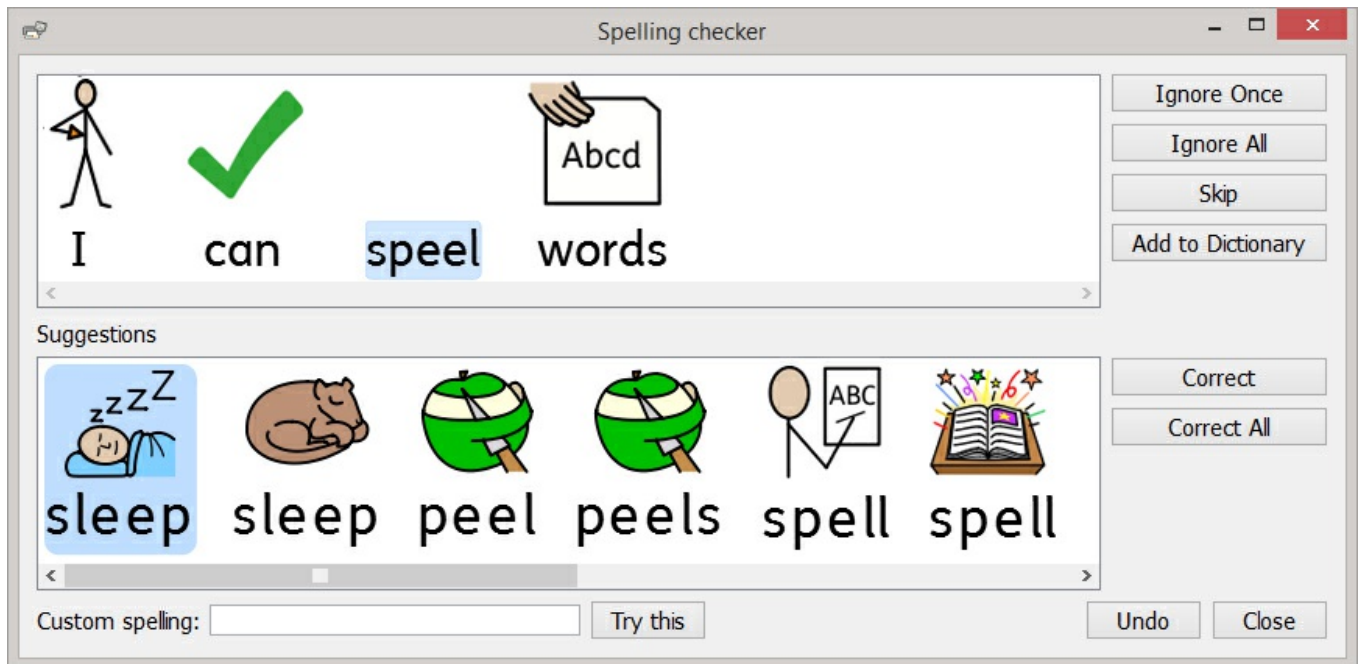 Spelling checker
Abcd
I can speel words
Ignore Once
Ignore All
Skip
Add to Dictionary
Suggestions
zzZZ
ABC
sleep sleep peel peels spell spell
Correct
Correct All
Custom spelling: Try this Undo Close